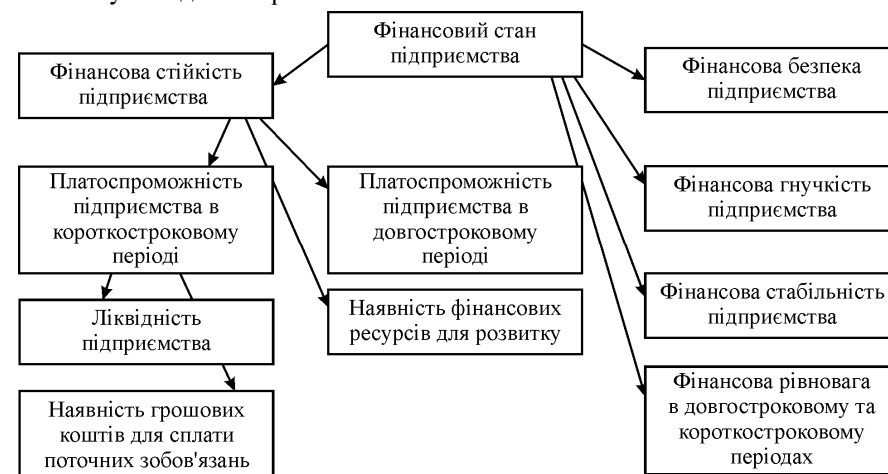 Фінансовий стан
підприємства
Фінансова стійкість
підприємства
Фінансова безпека
підприємства
Платоспроможність
підприємства в
короткостроковому
періоді
Платоспроможність
підприємства в
довгостроковому
періоді
Фінансова гнучкість
підприємства
Ліквідність
підприємства
Наявність фінансових
ресурсів для розвитку
Фінансова стабільність
підприємства
Наявність грошових
коштів для сплати
поточних зобов'язань
Фінансова рівновага
в довгостроковому та
короткостроковому
періодах